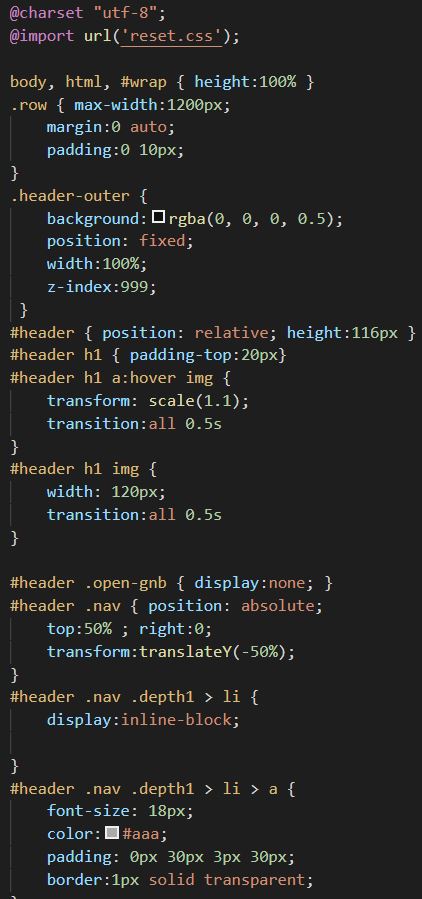 @charset "utf-8";
@import url('reset.css');
body, html, #wrap { height:100% }
.row { max-width:1200px;
margin:0 auto;
padding:0 10px;
}
.header-outer {
background:rgba(0, 0, 0, 0.5);
position: fixed;
width:100%;
z-index:999;
}
#header { position: relative; height:116px }
#header h1 { padding-top:20px}
#header h1 a:hover img {
transform: scale(1.1);
transition:all 0.5s
}
#header h1 img {
width: 120px;
transition:all 0.5s
}
#header .open-gnb { display:none; }
#header .nav { position: absolute;
top:50% ; right:0;
transform:translateY(-50%);
}
#header .nav .depth1 > li {
display:inline-block;
}
#header .nav .depth1 > li > a {
font-size: 18px;
color:#aaa;
padding: 0px 30px 3px 30px;
border:1px solid transparent;
}